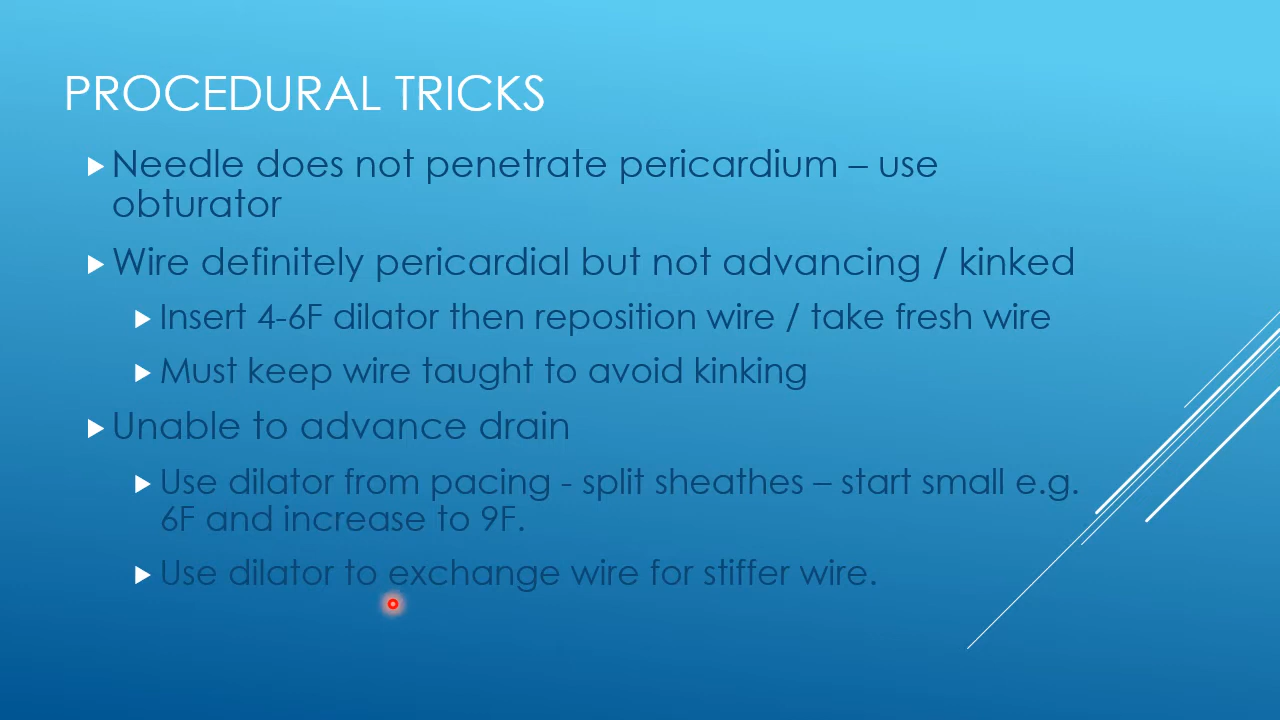 PROCEDURAL TRICKS
Needle does not penetrate pericardium – use
obturator
Wire definitely pericardial but not advancing / kinked
Insert 4-6F dilator then reposition wire / take fresh wire
Must keep wire taught to avoid kinking
Unable to advance drain
Use dilator from pacing - split sheathes – start small e.g.
6F and increase to 9F.
Use dilator to exchange wire for stiffer wire.